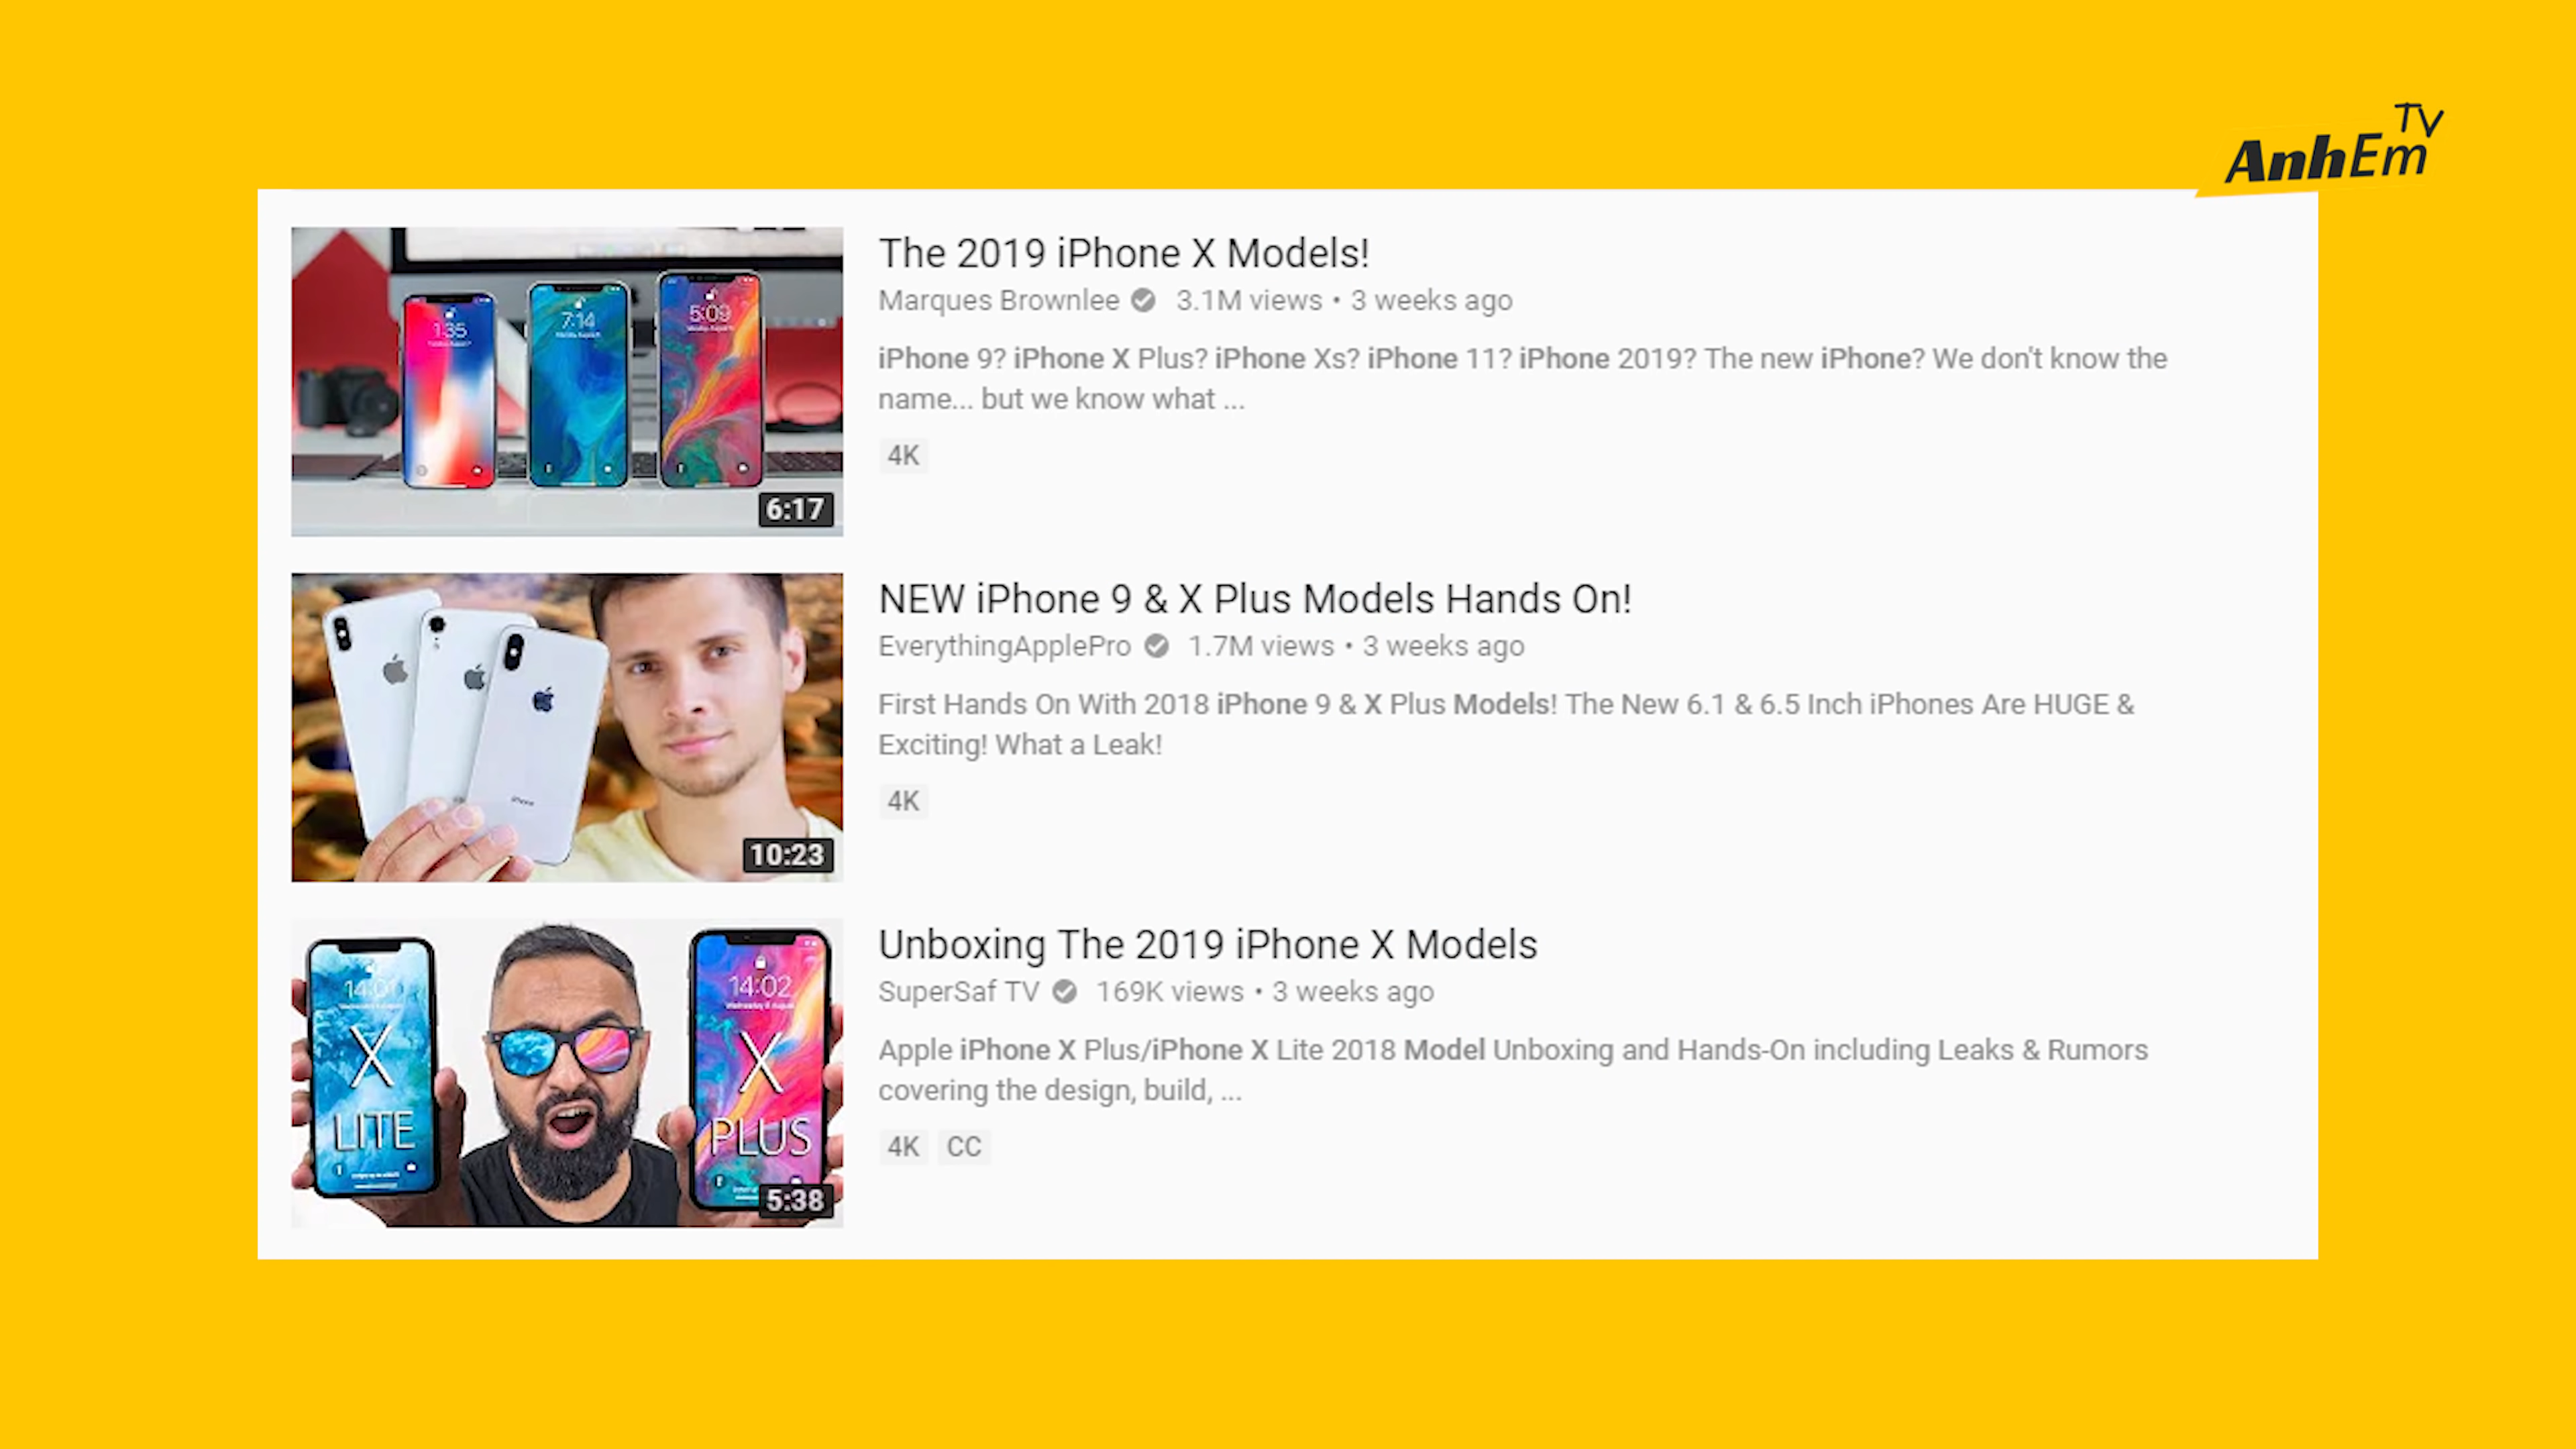 TV
AnhEm
The 2019 iPhone X Models!
Marques Brownlee 3.1M views • 3 weeks ago
iPhone 9? iPhone X Plus? iPhone Xs? iPhone 11? iPhone 2019? The new iPhone? We don't know the
name... but we know what ...
4K
1:35
7:14
5:09
6:17
NEW iPhone 9 & X Plus Models Hands On!
EverythingApplePro 1.7M views • 3 weeks ago
First Hands On With 2018 iPhone 9 & X Plus Models! The New 6.1 & 6.5 Inch iPhones Are HUGE &
Exciting! What a Leak!
4K
iPhone
10:23
Unboxing The 2019 iPhone X Models
SuperSaf TV 169K views • 3 weeks ago
Apple iPhone X Plus/iPhone X Lite 2018 Model Unboxing and Hands-On including Leaks & Rumors
covering the design, build, ...
4K CC
X
LITE
14:02
X
PLUS
5:38